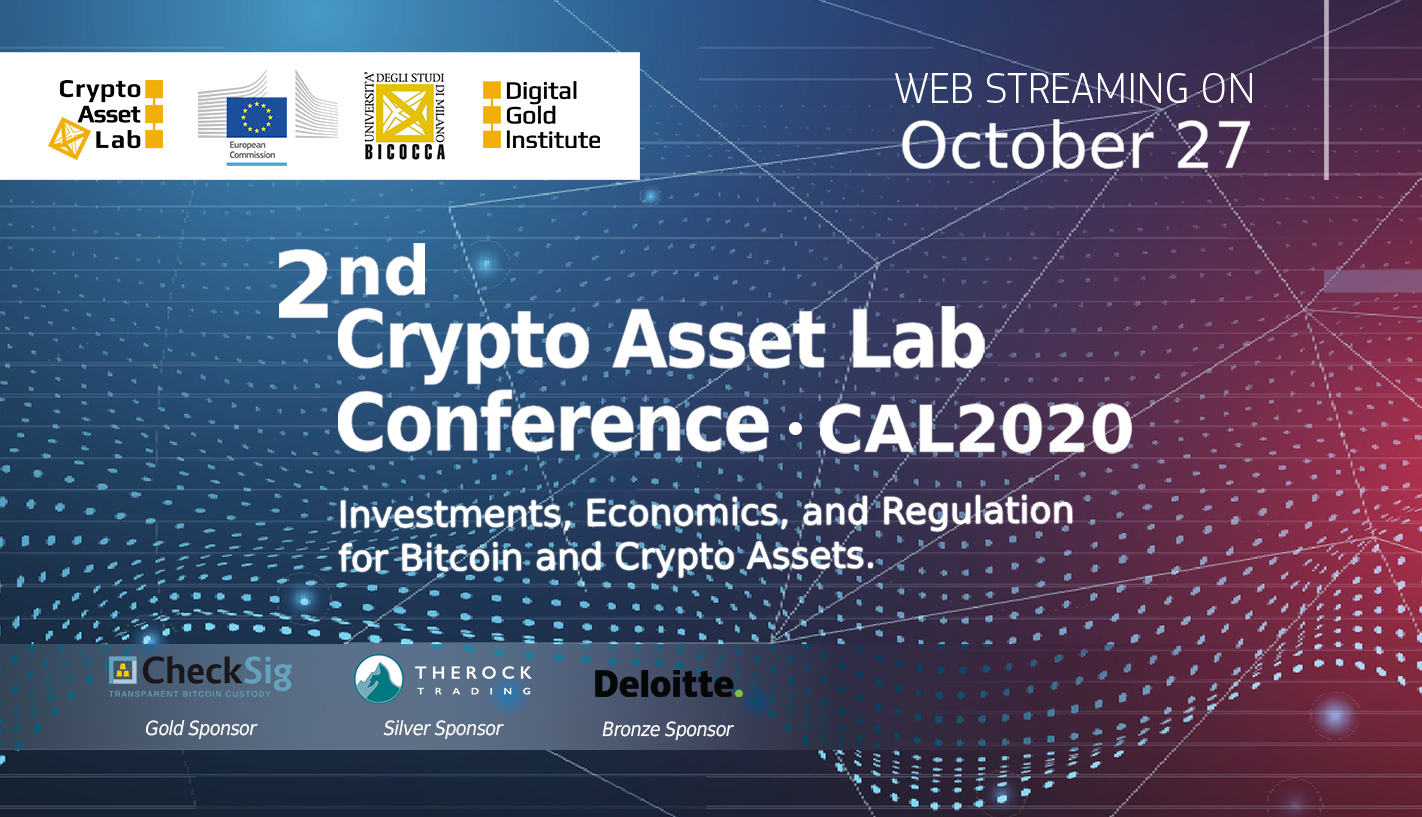 Crypto
Asset
Lab
European
Commission
UNIVERSITÀ
DEGLI STUDI
DI MILANO
BICOCCA
Digital
Gold
Institute
WEB STREAMING ON
October 27
2nd
Crypto Asset Lab
Conference · CAL2020
Investments, Economics, and Regulation
for Bitcoin and Crypto Assets.
CheckSig
TRANSPARENT BITCOIN CUSTODY
Gold Sponsor
THEROCK
TRADING
Silver Sponsor
Deloitte.
Bronze Sponsor